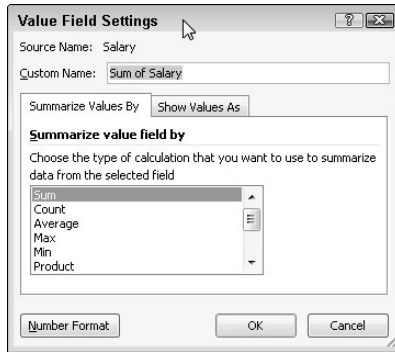 Value Field Settings
Source Name: Salary
Custom Name: Sum of Salary
Summarize Values By Show Values As
Summarize value field by
Choose the type of calculation that you want to use to summarize
data from the selected field
Sum
Count
Average
Max
Min
Product
Number Format OK Cancel